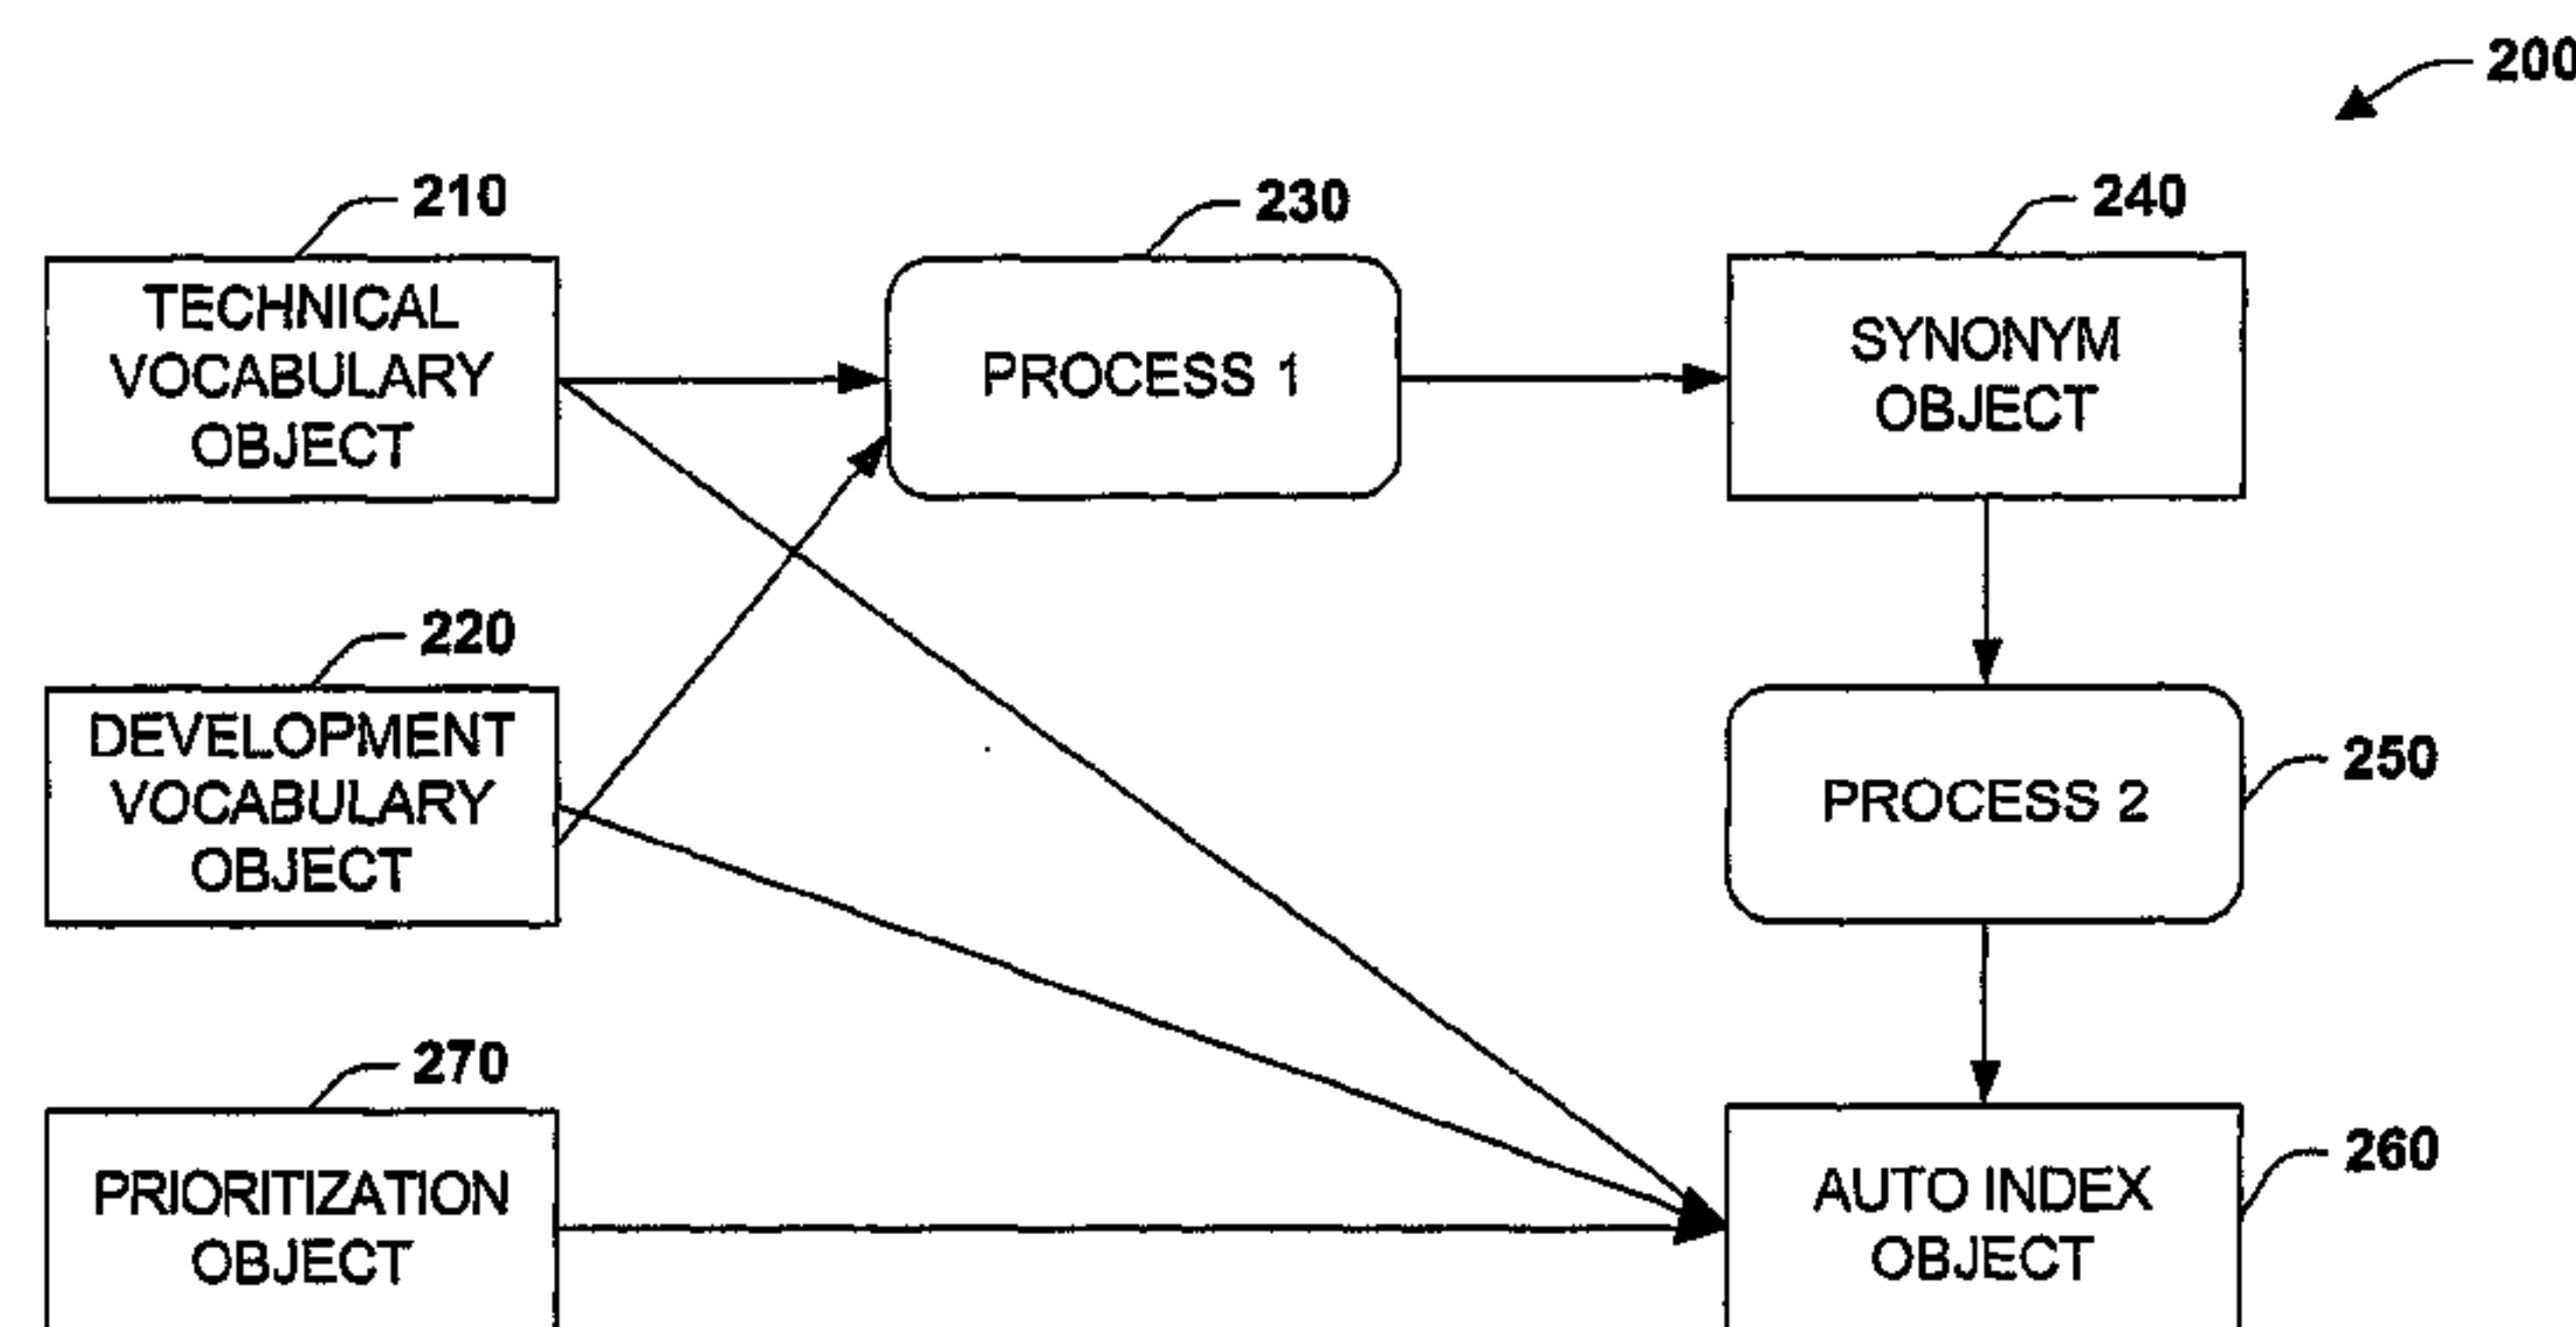 200
210
230
240
TECHNICAL
VOCABULARY
OBJECT
PROCESS 1
SYNONYM
OBJECT
220
DEVELOPMENT
VOCABULARY
OBJECT
PROCESS 2
250
270
PRIORITIZATION
OBJECT
AUTO INDEX
OBJECT
260